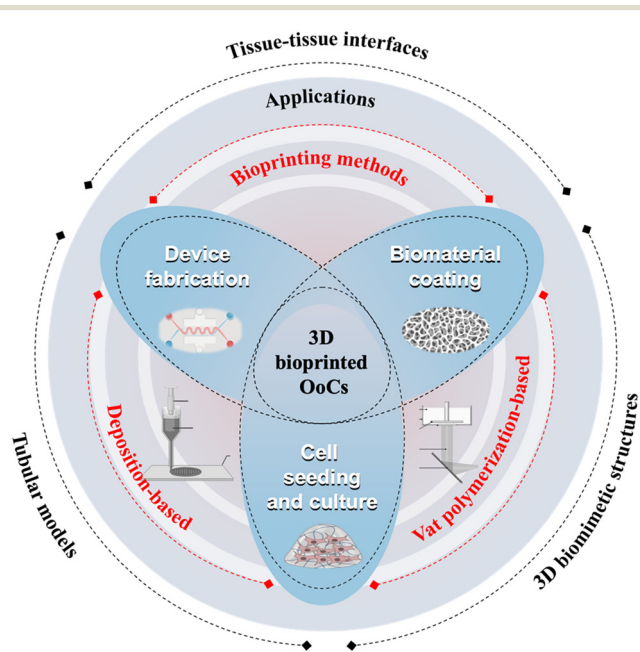 Tissue-tissue interfaces
Applications
Bioprinting methods
Device
fabrication
Biomaterial
coating
3D
bioprinted
OoCs
Deposition-based
Vat polymerization-based
Cell
seeding
and culture
Tubular models
3D biomimetic structures